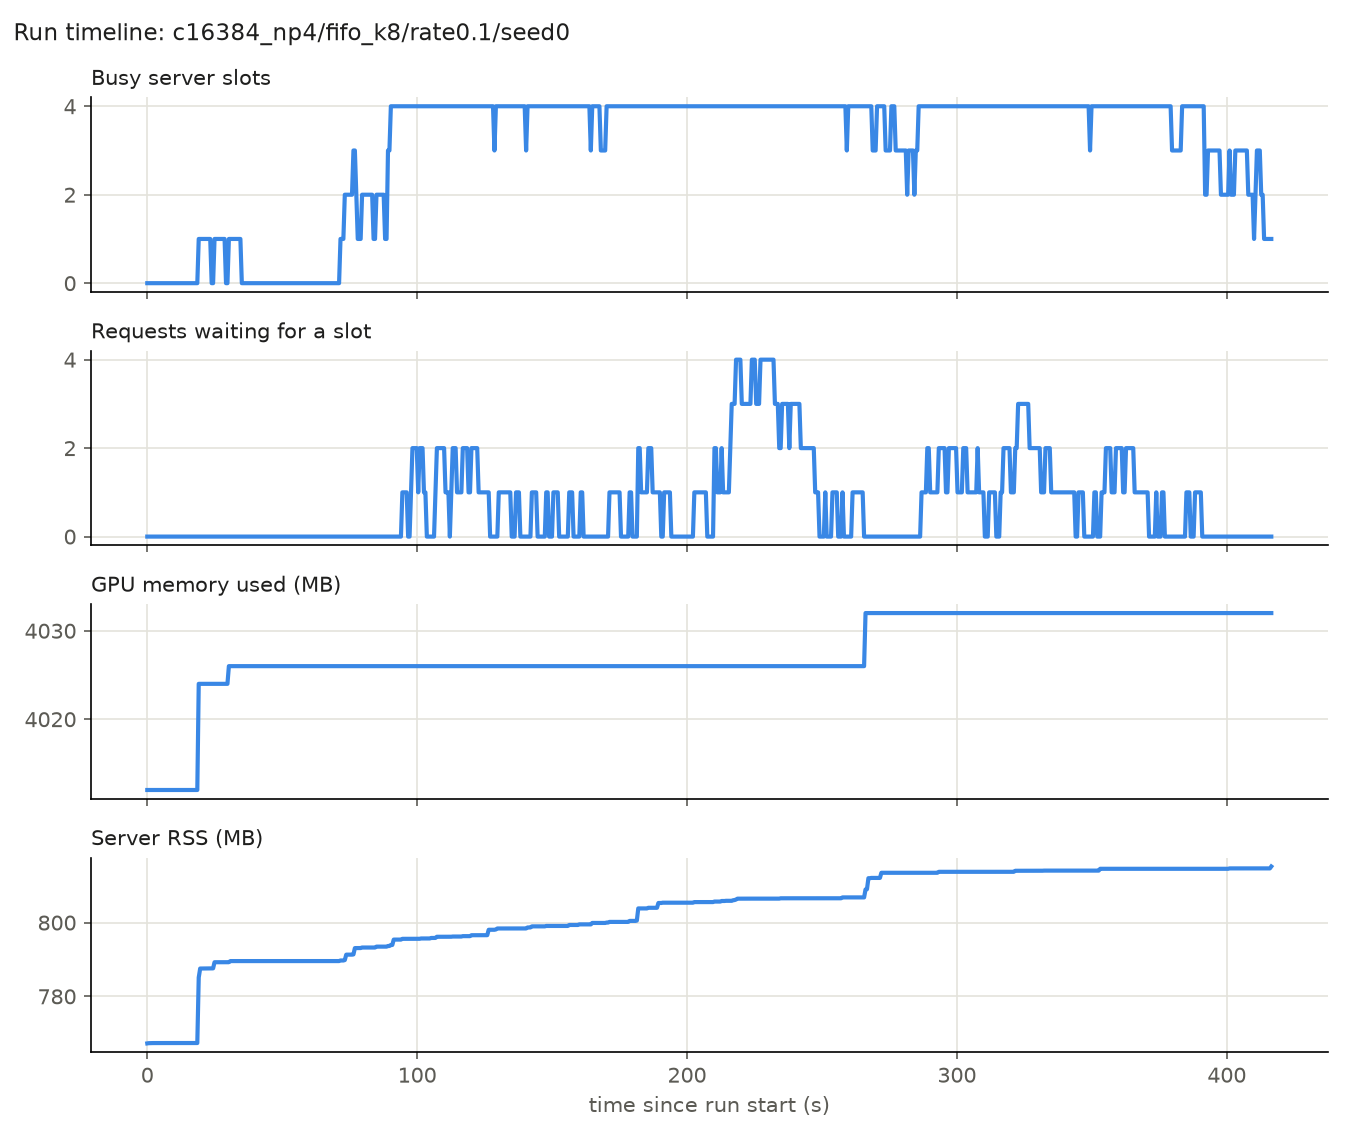 Run timeline: c16384_np4/fifo_k8/rate0.1/seed0
Busy server slots
4
2
0
Requests waiting for a slot
4
2
0
GPU memory used (MB)
4030
4020
Server RSS (MB)
800
780
0 100 200 300 400
time since run start (s)